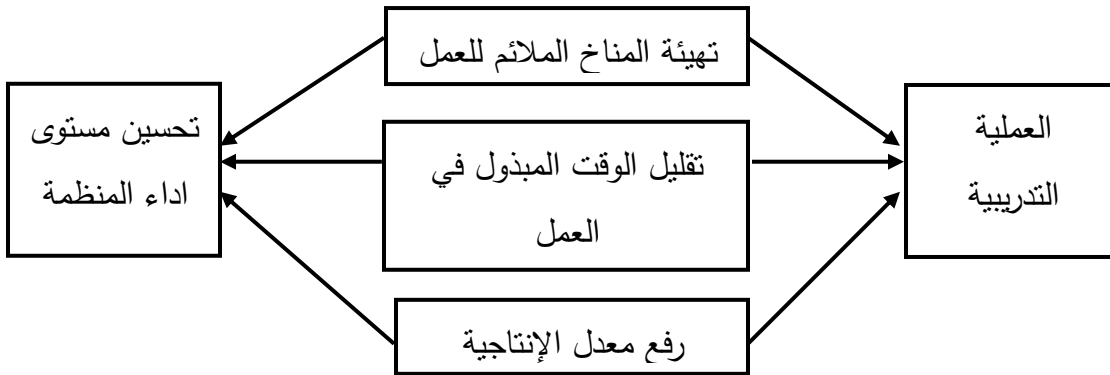 تهيئة المناخ الملائم للعمل
العملية
التدريبية
تقليل الوقت المبذول في
العمل
تحسين مستوى
اداء المنظمة
رفع معدل الإنتاجية